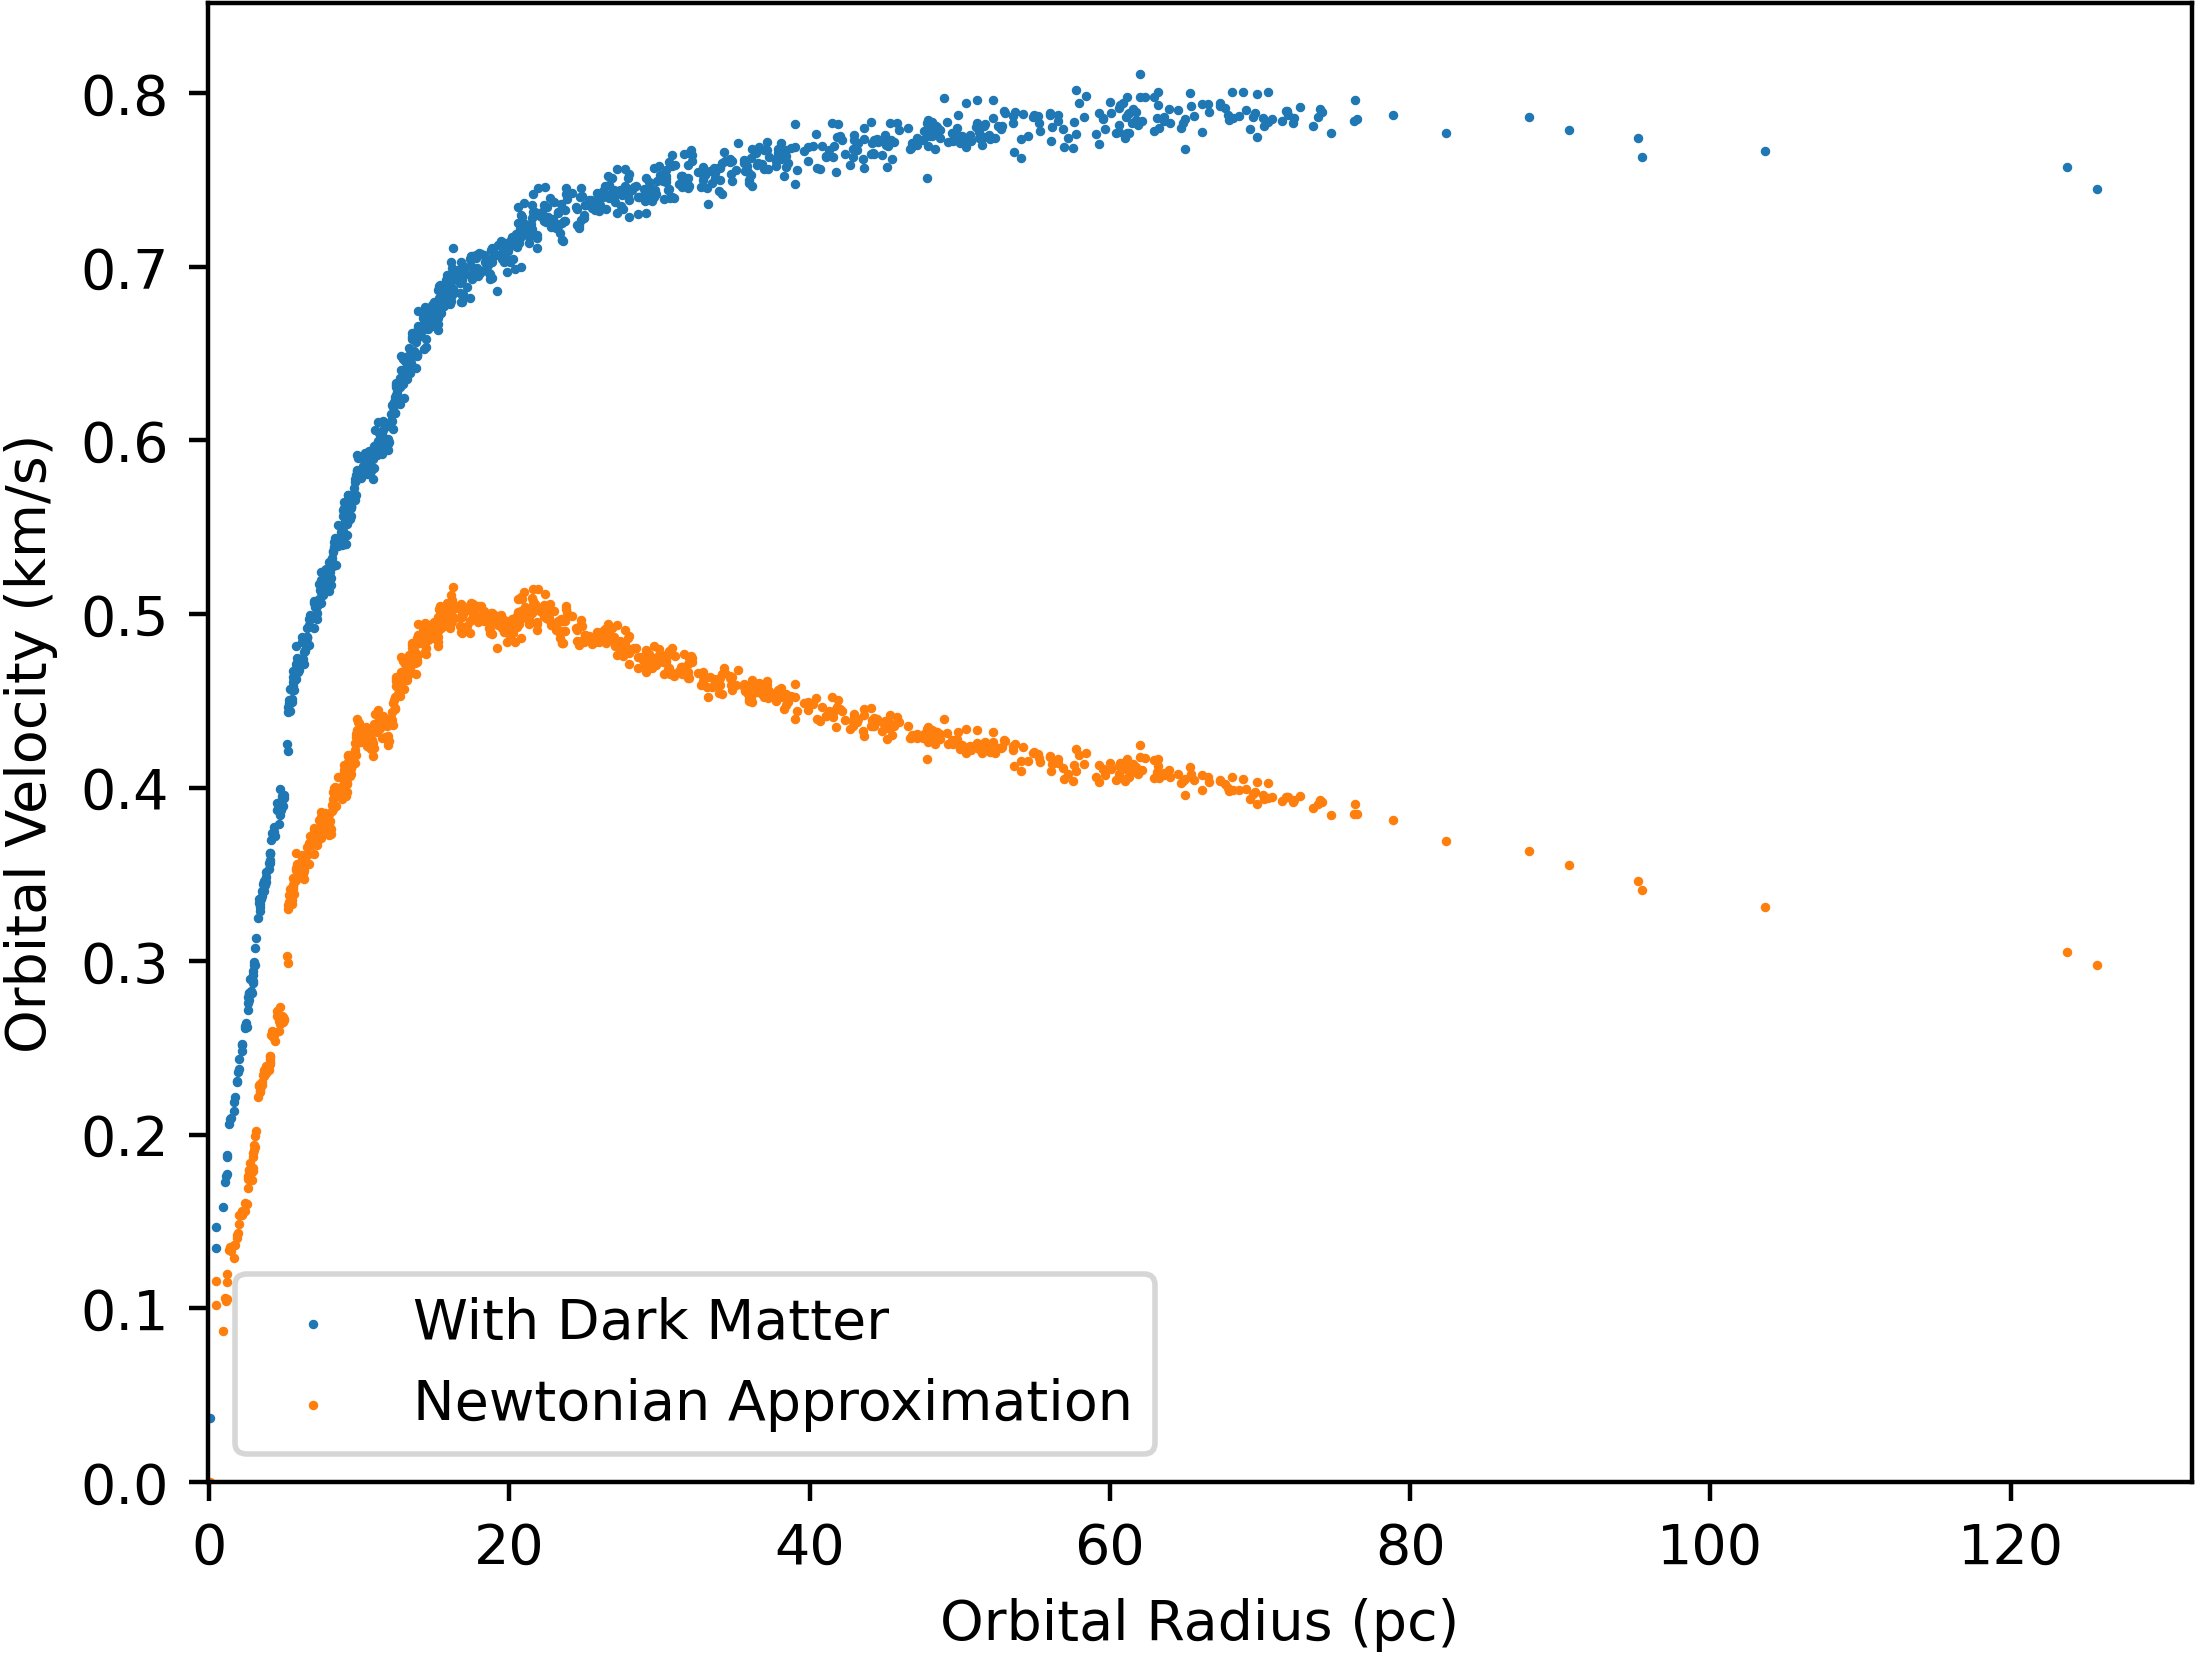 0.8
0.7
0.6
0.5
0.4
0.3
0.2
0.1
0.0
Orbital Velocity (km/s)
With Dark Matter
Newtonian Approximation
0 20 40 60 80 100 120
Orbital Radius (pc)